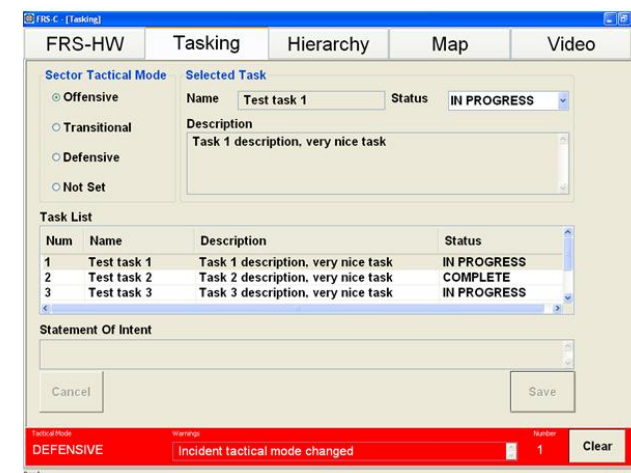 FRS-C - [Tasking]
FRS-HW Tasking Hierarchy Map Video
Sector Tactical Mode
Offensive
Transitional
Defensive
Not Set
Selected Task
Name Test task 1 Status IN PROGRESS
Description
Task 1 description, very nice task
Task List
Num Name Description Status
1 Test task 1 Task 1 description, very nice task IN PROGRESS
2 Test task 2 Task 2 description, very nice task COMPLETE
3 Test task 3 Task 3 description, very nice task IN PROGRESS
Statement Of Intent
Cancel Save
Tactical Mode Warnings Number
DEFENSIVE Incident tactical mode changed 1 Clear